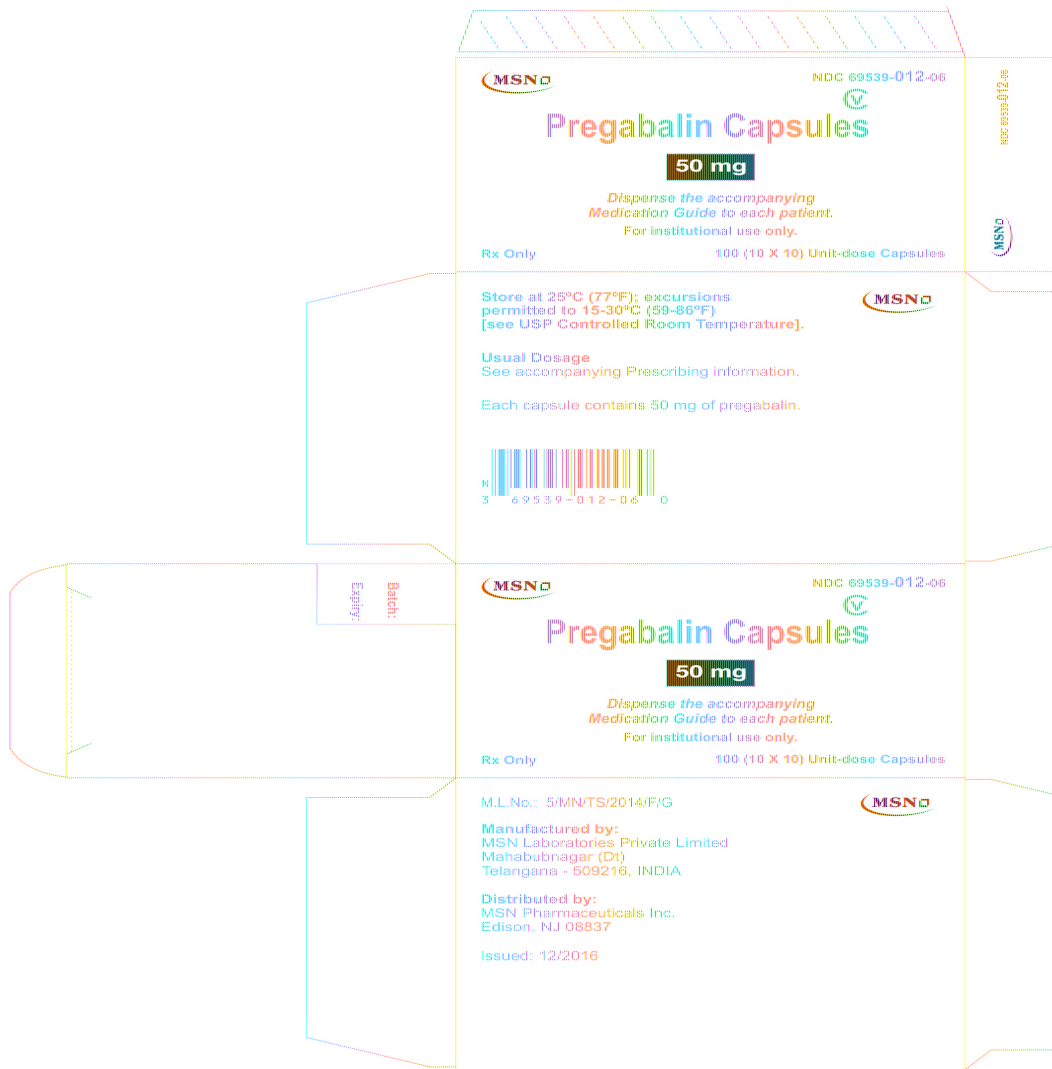 MSN
NDC 69539-012-06
CV
Pregabalin Capsules
50 mg
Dispense the accompanying
Medication Guide to each patient.
For institutional use only.
Rx Only
100 (10 X 10) Unit-dose Capsules
NDC 69539-012-06
MSN
Store at 25°C (77°F); excursions
permitted to 15-30°C (59-86°F)
[see USP Controlled Room Temperature].
MSN
Usual Dosage
See accompanying Prescribing information.
Each capsule contains 50 mg of pregabalin.
N
3 69539-012-06 0
Batch:
Expiry:
MSN
NDC 69539-012-06
CV
Pregabalin Capsules
50 mg
Dispense the accompanying
Medication Guide to each patient.
For institutional use only.
Rx Only
100 (10 X 10) Unit-dose Capsules
M.L.No.: 5/MN/TS/2014/F/G
MSN
Manufactured by:
MSN Laboratories Private Limited
Mahabubnagar (Dt)
Telangana - 509216, INDIA
Distributed by:
MSN Pharmaceuticals Inc.
Edison, NJ 08837
Issued: 12/2016